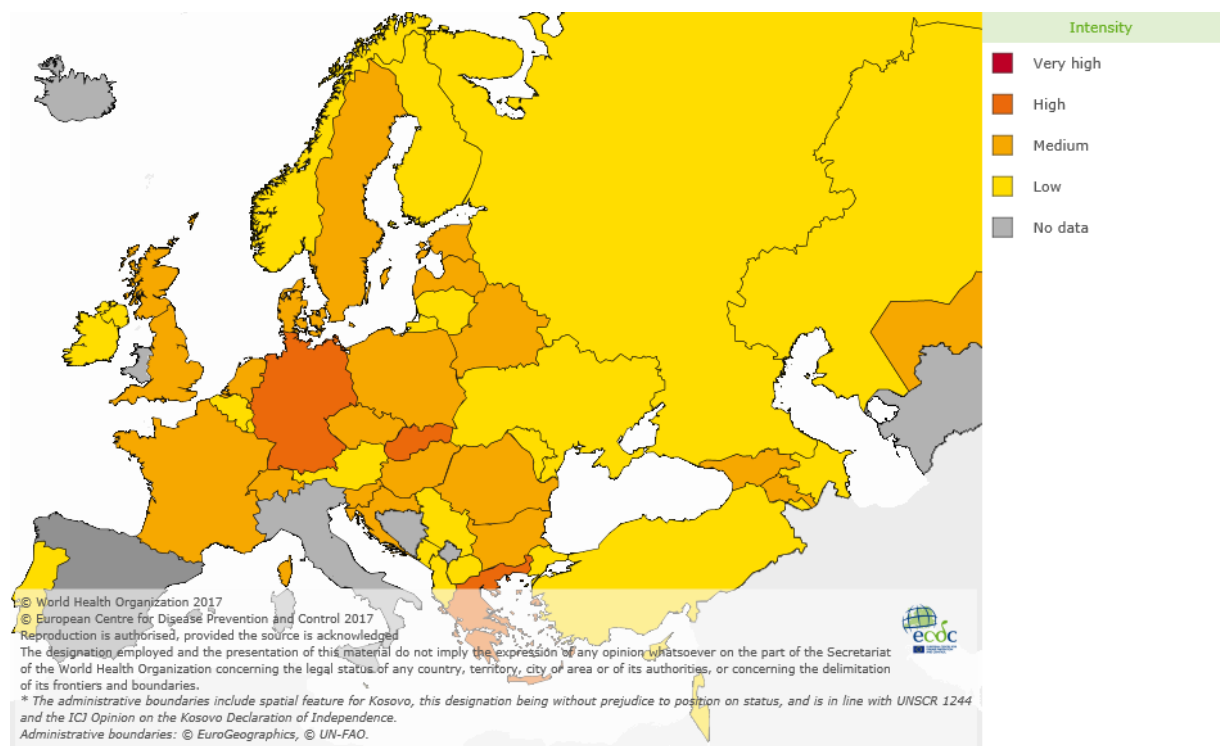 Intensity
Very high
High
Medium
Low
No data
© World Health Organization 2017
© European Centre for Disease Prevention and Control 2017
Reproduction is authorised, provided the source is acknowledged
The designation employed and the presentation of this material do not imply the expression of any opinion whatsoever on the part of the Secretariat
of the World Health Organization concerning the legal status of any country, territory, city or area or of its authorities, or concerning the delimitation
of its frontiers and boundaries.
* The administrative boundaries include spatial feature for Kosovo, this designation being without prejudice to position on status, and is in line with UNSCR 1244
and the ICJ Opinion on the Kosovo Declaration of Independence.
Administrative boundaries: © EuroGeographics, © UN-FAO.
ecdc